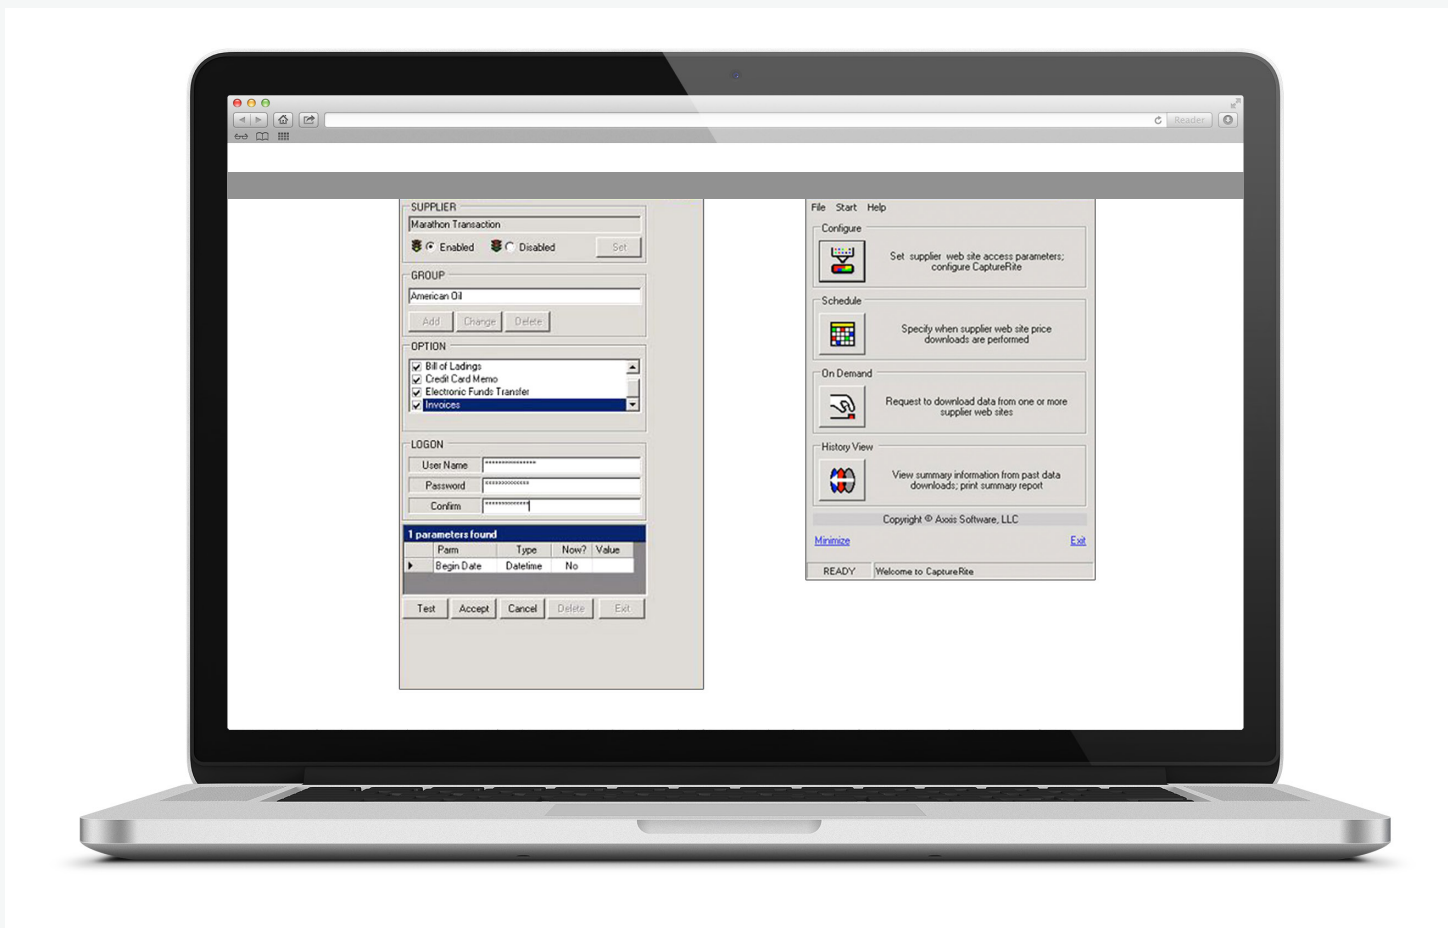 Reader
SUPPLIER
Marathon Transaction
Enabled
Disabled
Set
GROUP
American Oil
Add
Change
Delete
OPTION
Bill of Ladings
Credit Card Memo
Electronic Funds Transfer
Invoices
LOGON
User Name
***************
Password
*************
Confirm
*************
1 parameters found
Parm Type Now? Value
Begin Date Datetime No
Test
Accept
Cancel
Delete
Exit
File Start Help
Configure
Set supplier web site access parameters;
configure CaptureRite
Schedule
Specify when supplier web site price
downloads are performed
On Demand
Request to download data from one or more
supplier web sites
History View
View summary information from past data
downloads; print summary report
Copyright © Axxis Software, LLC
Minimize
Exit
READY
Welcome to CaptureRite